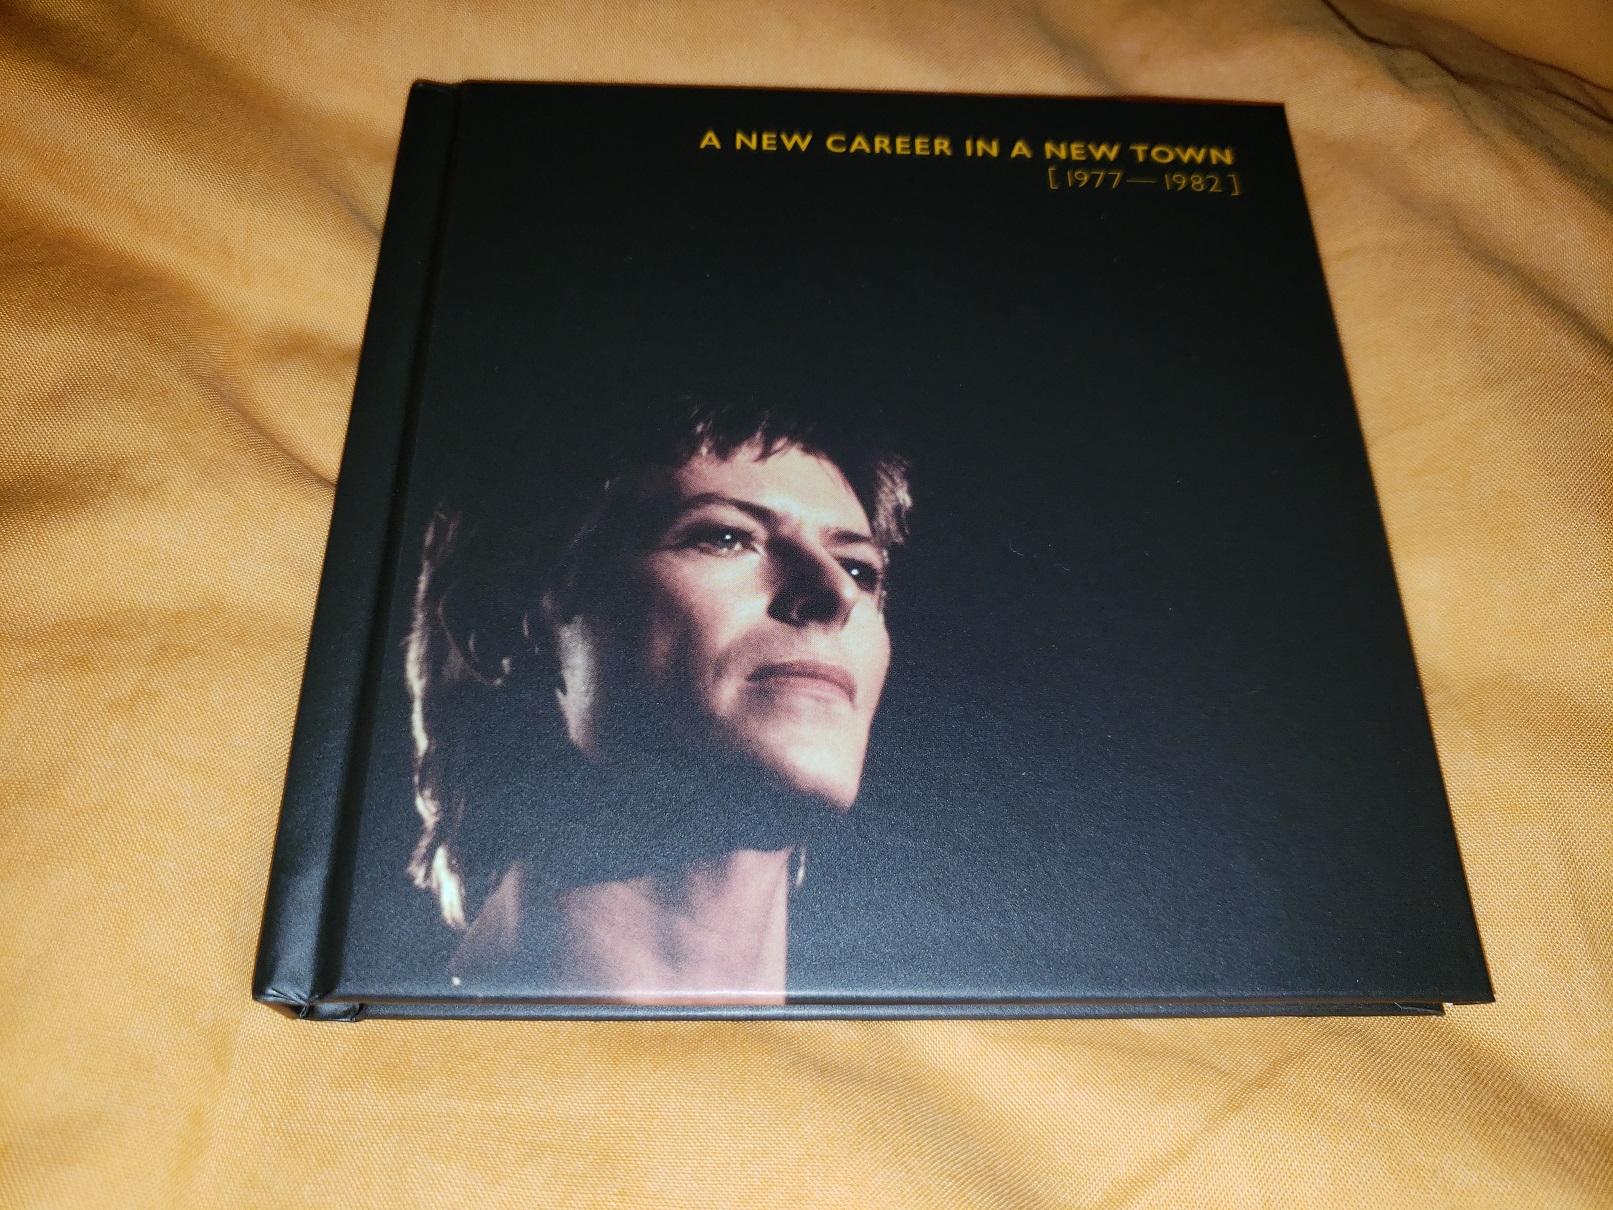 A NEW CAREER IN A NEW TOWN
[1977—1982]